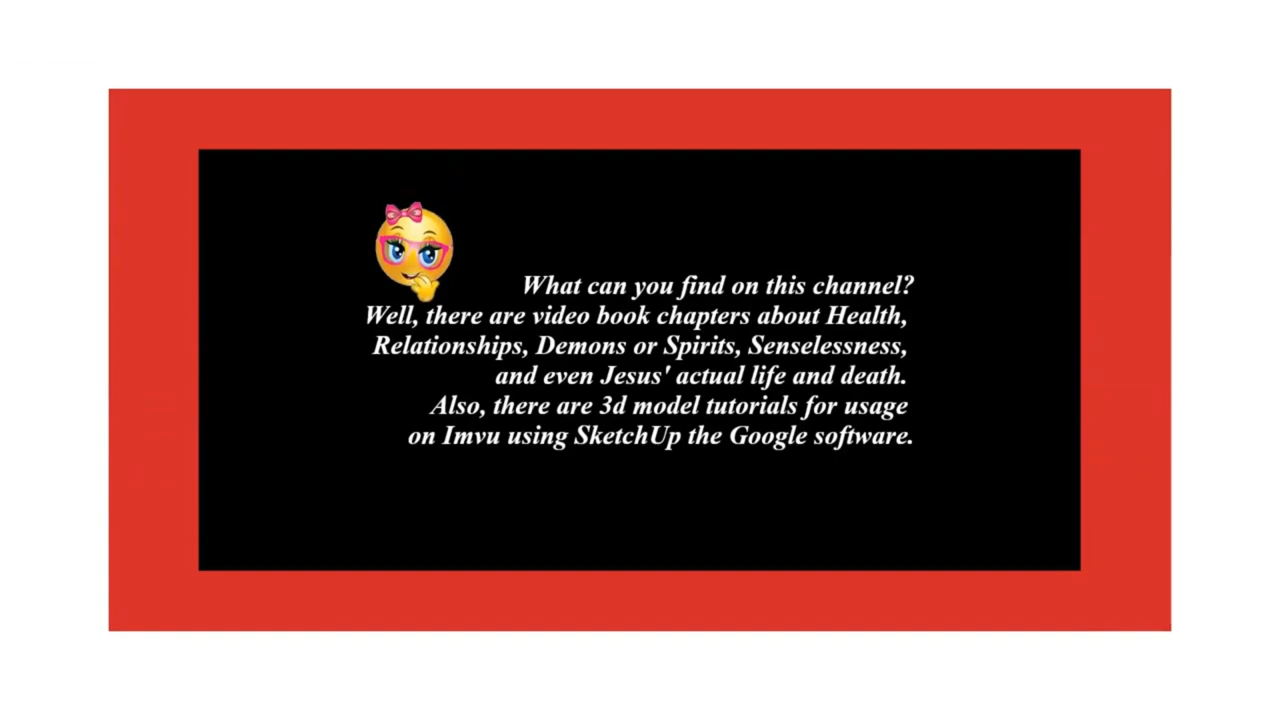 What can you find on this channel?
Well, there are video book chapters about Health,
Relationships, Demons or Spirits, Senselessness,
and even Jesus' actual life and death.
Also, there are 3d model tutorials for usage
on Imvu using SketchUp the Google software.